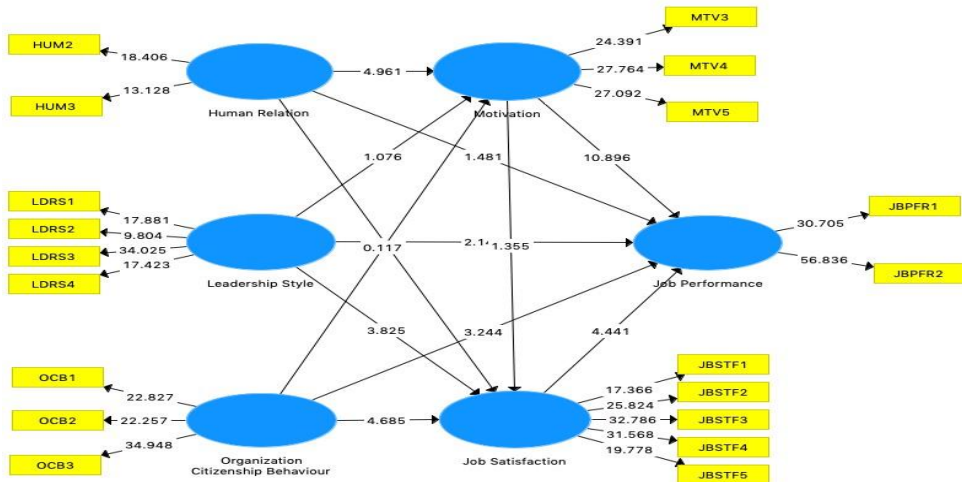 MTV3
HUM2
24.391
18.406
27.764
MTV4
4.961
13.128
27.092
HUM3
Human Relation
Motivation
MTV5
1.076
1.481
10.896
LDRS1
17.881
JBPFR1
LDRS2
9.804
30.705
34.025
0.117
1.355
LDRS3
17.423
56.836
LDRS4
JBPFR2
Leadership Style
Job Performance
3.825
3.244
4.441
JBSTF1
OCB1
17.366
22.827
25.824
JBSTF2
OCB2
22.257
4.685
32.786
JBSTF3
34.948
31.568
JBSTF4
OCB3
19.778
Organization
Citizenship Behaviour
Job Satisfaction
JBSTF5